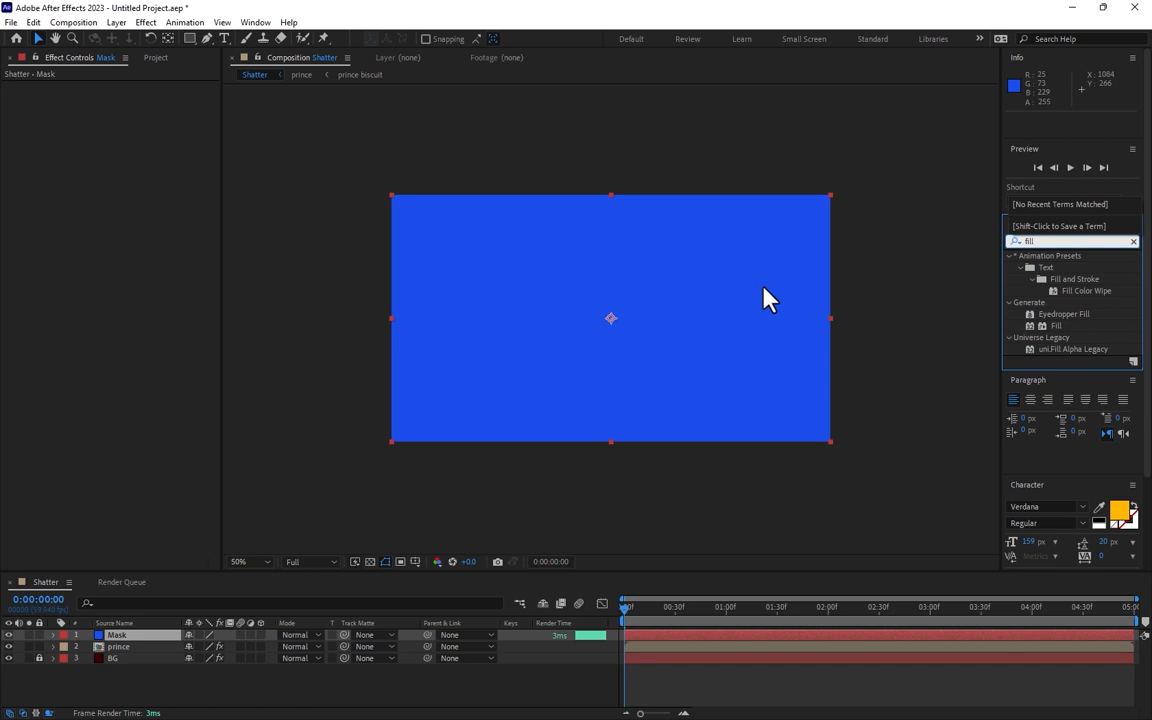 Adobe After Effects 2023 - Untitled Project.aep *
File Edit Composition Layer Effect Animation View Window Help
Snapping
Default Review Learn Small Screen Standard Libraries
Search Help
Effect Controls Mask
Project
Composition Shatter
Layer (none)
Footage (none)
Info
Shatter • Mask
Shatter prince prince biscuit
R: 25
G: 73
B: 229
A: 255
X: 1084
Y: 266
Preview
Shortcut
[No Recent Terms Matched]
[Shift-Click to Save a Term]
fill
* Animation Presets
Text
Fill and Stroke
Fill Color Wipe
Generate
Eyedropper Fill
Fill
Universe Legacy
uni.Fill Alpha Legacy
Paragraph
0 px 0 px 0 px
0 px 0 px
Character
Verdana
Regular
159 px 20 px
Metrics 0
50% Full +0.0 0:00:00:00
Shatter
Render Queue
0:00:00:00
00000 (59.940 fps)
# Source Name Mode T Track Matte Parent & Link Keys Render Time
00:30f 01:00f 01:30f 02:00f 02:30f 03:00f 03:30f 04:00f 04:30f
1 Mask Normal None None 3ms
2 prince Normal None None
3 BG Normal None None
Frame Render Time: 3ms